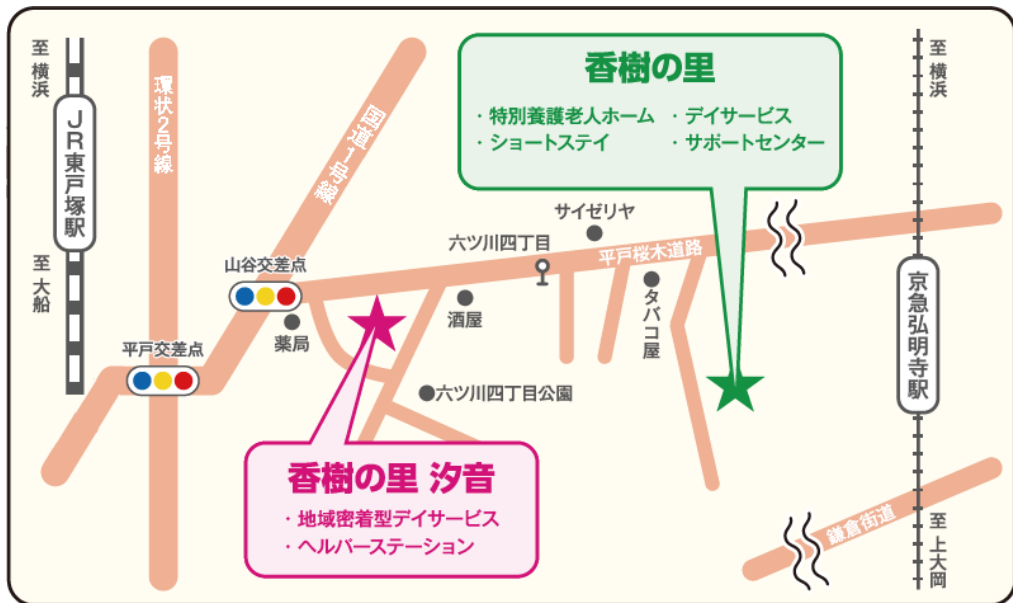 至横浜
JR東戸塚駅
至大船
環状2号線
国道1号線
香樹の里
・特別養護老人ホーム ・デイサービス
・ショートステイ ・サポートセンター
至横浜
京急弘明寺駅
至上大岡
サイゼリヤ
六ツ川四丁目
平戸桜木道路
山谷交差点
酒屋
タバコ屋
薬局
平戸交差点
六ツ川四丁目公園
香樹の里 汐音
・地域密着型デイサービス
・ヘルパーステーション
鎌倉街道